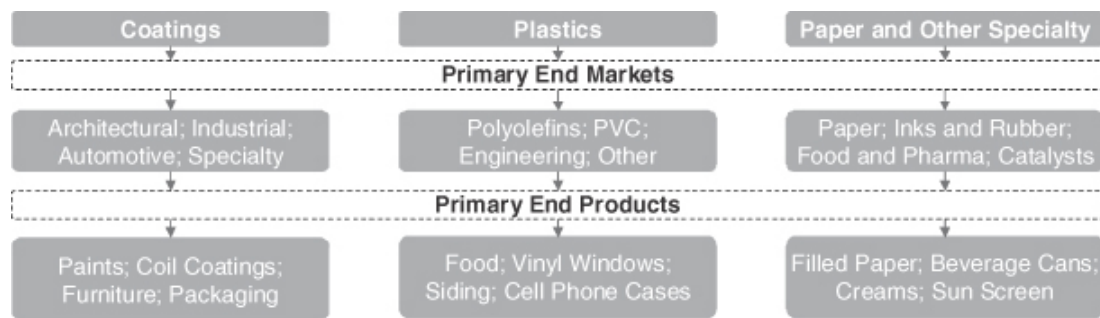 Coatings
Plastics
Paper and Other Specialty
Primary End Markets
Architectural; Industrial;
Automotive; Specialty
Polyolefins; PVC;
Engineering; Other
Paper; Inks and Rubber;
Food and Pharma; Catalysts
Primary End Products
Paints; Coil Coatings;
Furniture; Packaging
Food; Vinyl Windows;
Siding; Cell Phone Cases
Filled Paper; Beverage Cans;
Creams; Sun Screen